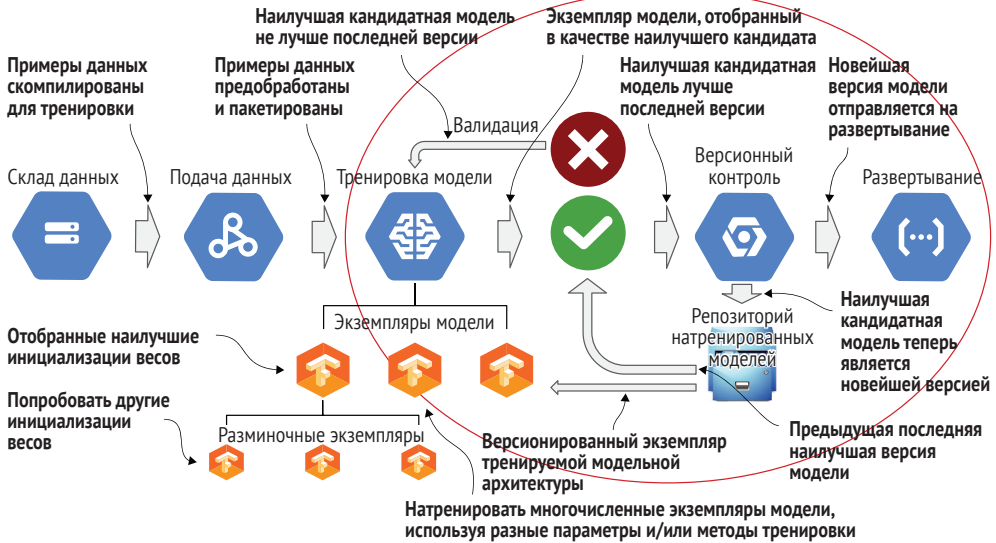 Наилучшая кандидатная модель
не лучше последней версии
Экземпляр модели, отобранный
в качестве наилучшего кандидата
Примеры данных
скомпилированы
для тренировки
Примеры данных
предобработаны
и пакетированы
Наилучшая кандидатная
модель лучше
последней версии
Новейшая
версия модели
отправляется на
развертывание
Валидация
Склад данных
Подача данных
Тренировка модели
Версионный
контроль
Развертывание
Экземпляры модели
Репозиторий
натренированных
моделей
Наилучшая
кандидатная
модель теперь
является
новейшей версией
Отобранные наилучшие
инициализации весов
Попробовать другие
инициализации
весов
Разминочные экземпляры
Версионированный экземпляр
тренируемой модельной
архитектуры
Предыдущая последняя
наилучшая версия
модели
Натренировать многочисленные экземпляры модели,
используя разные параметры и/или методы тренировки